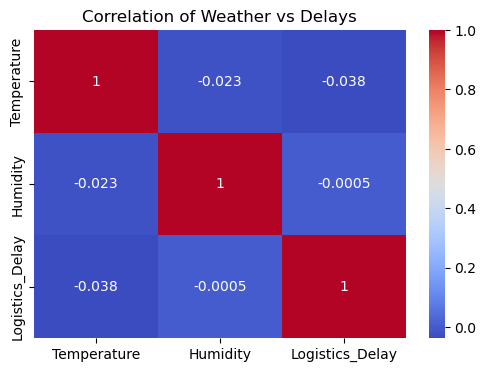 Correlation of Weather vs Delays
Temperature
1
-0.023
-0.038
Humidity
-0.023
1
-0.0005
Logistics_Delay
-0.038
-0.0005
1
Temperature
Humidity
Logistics_Delay
1.0
0.8
0.6
0.4
0.2
0.0